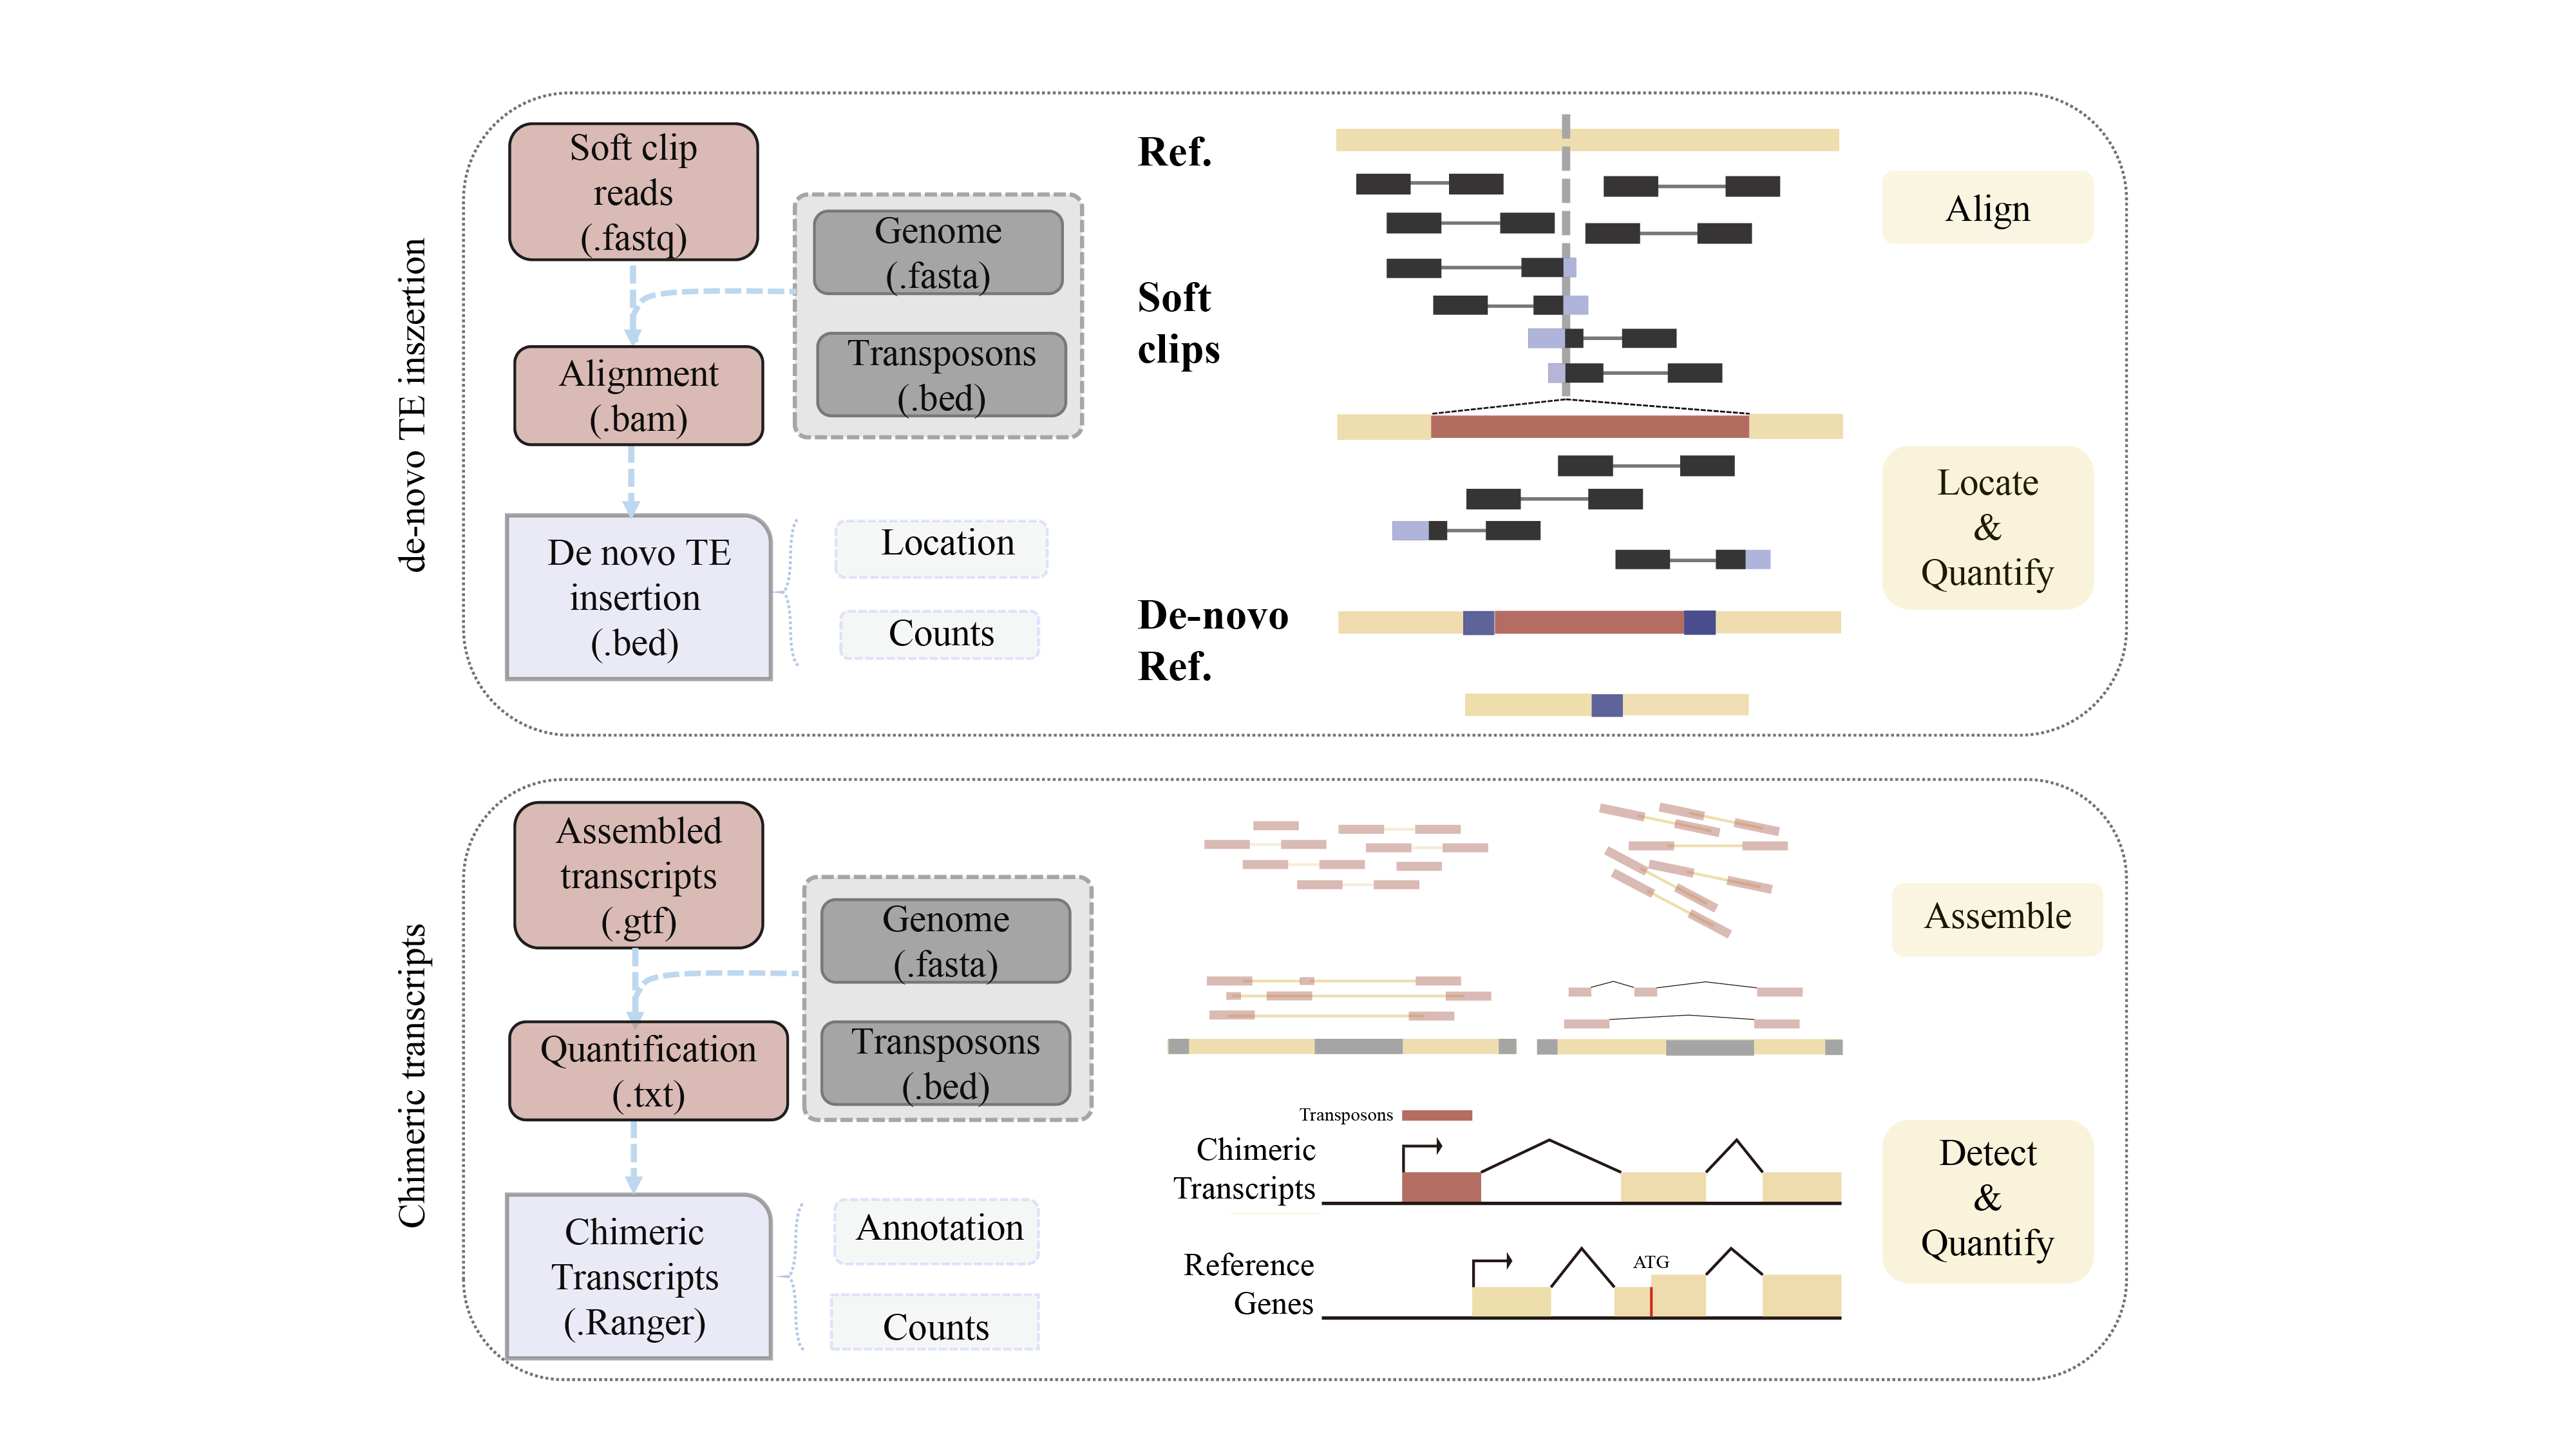 de-novo TE inszertion
Soft clip
reads
(.fastq)
Genome
(.fasta)
Transposons
(.bed)
Alignment
(.bam)
De novo TE
insertion
(.bed)
Location
Counts
Ref.
Soft
clips
De-novo
Ref.
Align
Locate
&
Quantify
Chimeric transcripts
Assembled
transcripts
(.gtf)
Genome
(.fasta)
Transposons
(.bed)
Quantification
(.txt)
Chimeric
Transcripts
(.Ranger)
Annotation
Counts
Transposons
Chimeric
Transcripts
Reference
Genes
ATG
Assemble
Detect
&
Quantify